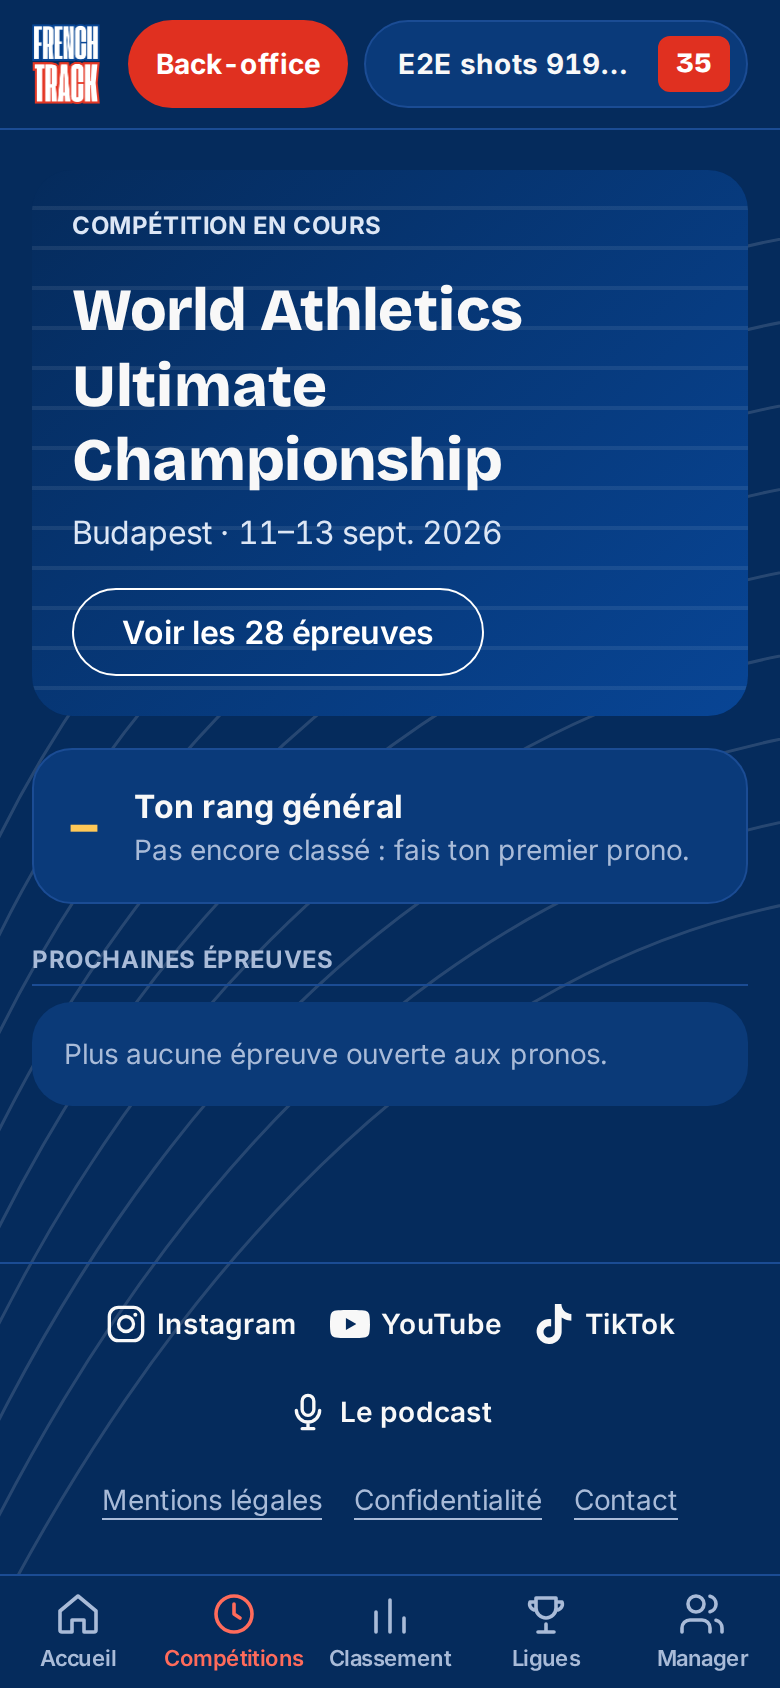 FRENCH
TRACK
Back-office
E2E shots 919...
35
COMPÉTITION EN COURS
World Athletics
Ultimate
Championship
Budapest · 11–13 sept. 2026
Voir les 28 épreuves
–
Ton rang général
Pas encore classé : fais ton premier prono.
PROCHAINES ÉPREUVES
Plus aucune épreuve ouverte aux pronos.
Instagram
YouTube
TikTok
Le podcast
Mentions légales
Confidentialité
Contact
Accueil
Compétitions
Classement
Ligues
Manager